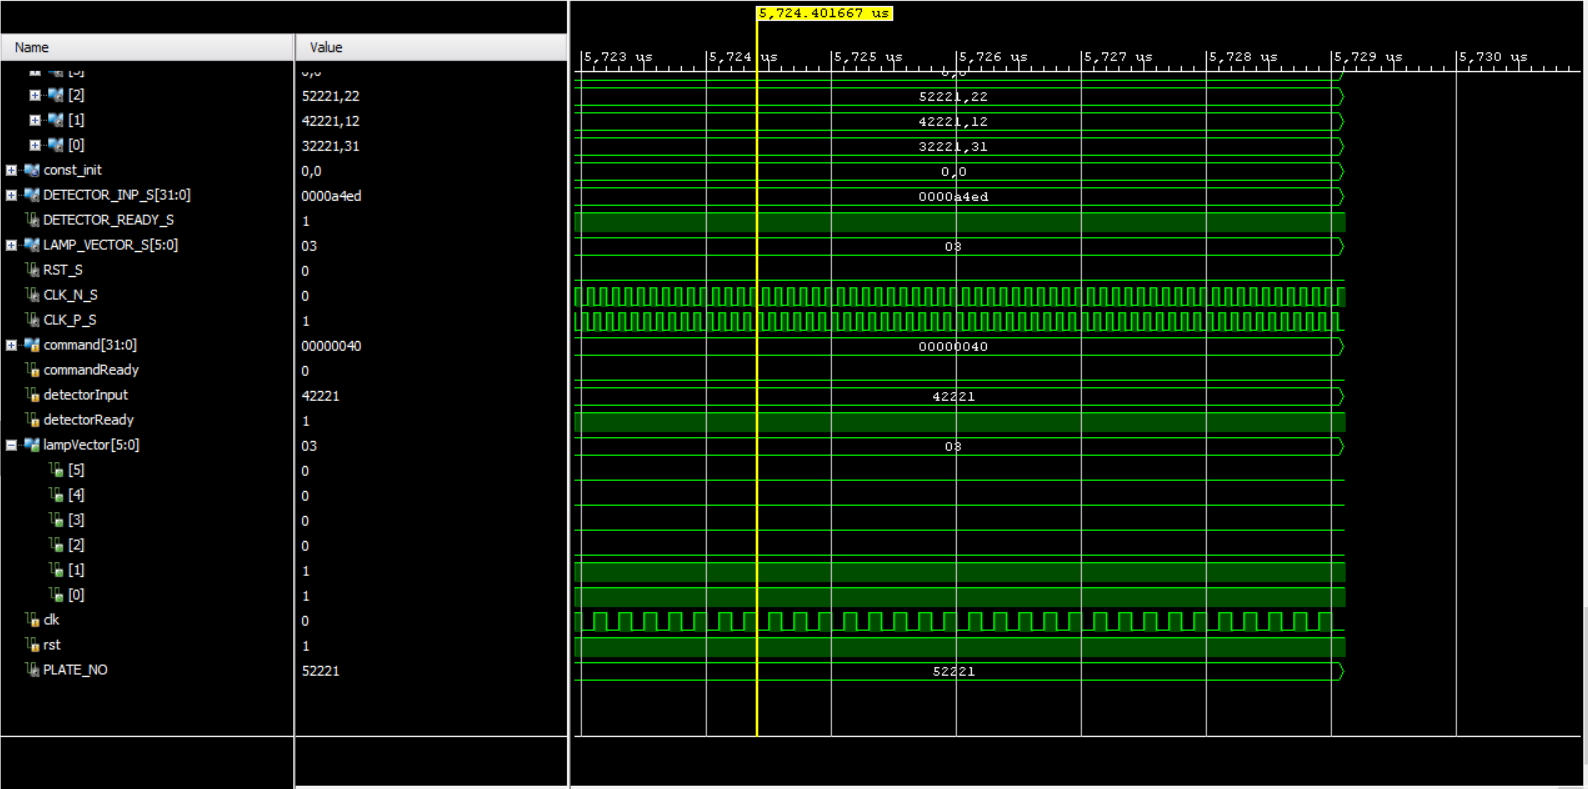 5,724.401667 us
Name Value
5,723 us 5,724 us 5,725 us 5,726 us 5,727 us 5,728 us 5,729 us 5,730 us
[3] 0,0 0,0
[2] 52221,22 52221,22
[1] 42221,12 42221,12
[0] 32221,31 32221,31
const_init 0,0 0,0
DETECTOR_INP_S[31:0] 0000a4ed 0000a4ed
DETECTOR_READY_S 1
LAMP_VECTOR_S[5:0] 03 03
RST_S 0
CLK_N_S 0
CLK_P_S 1
command[31:0] 00000040 00000040
commandReady 0
detectorInput 42221 42221
detectorReady 1
lampVector[5:0] 03 03
[5] 0
[4] 0
[3] 0
[2] 0
[1] 1
[0] 1
clk 0
rst 1
PLATE_NO 52221 52221